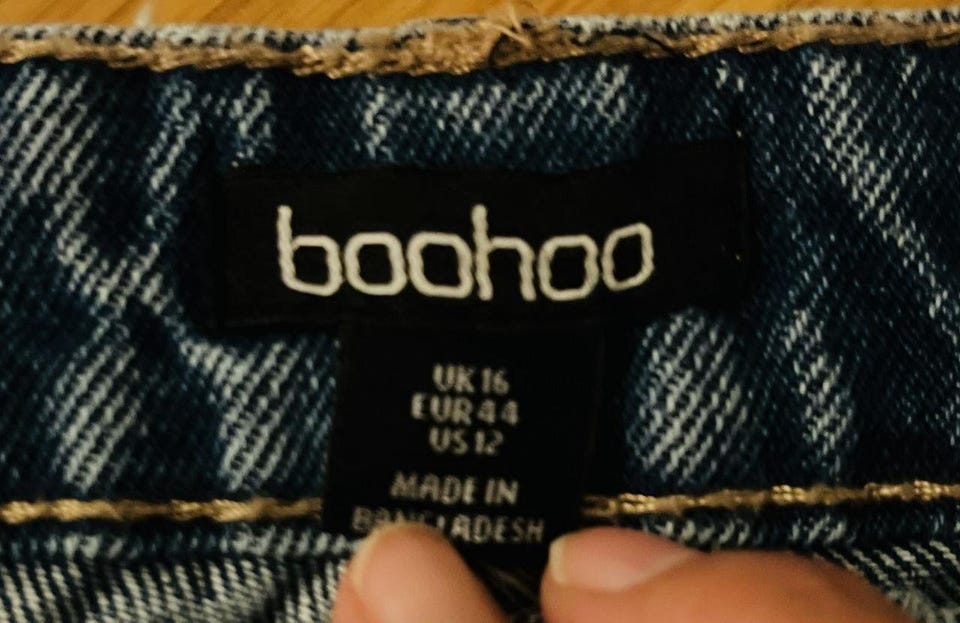 boohoo
UK 16
EUR 44
US 12
MADE IN
BANGLADESH